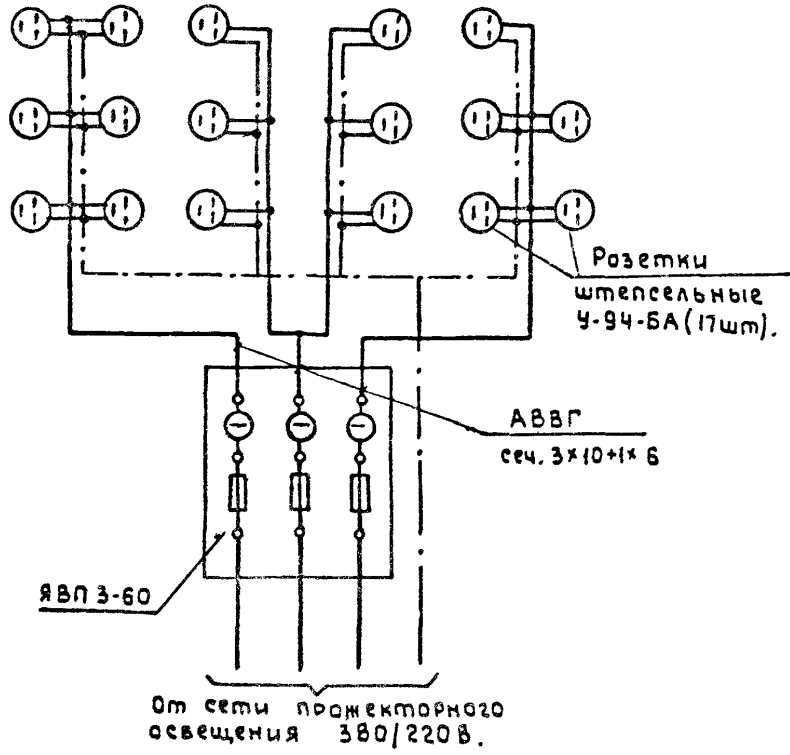 Розетки
штепсельные
У-94-БА (17шт).
АВВГ
сеч. 3×10+1×6
ЯВП 3-60
От сети прожекторного
освещения 380/220В.